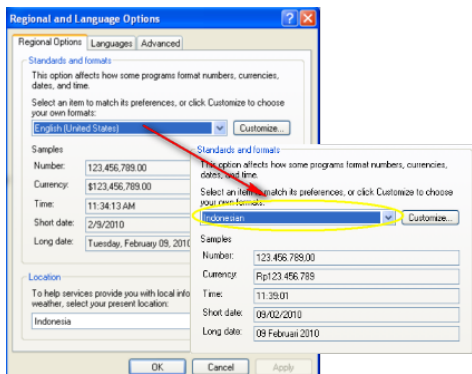 Regional and Language Options
Regional Options Languages Advanced
Standards and formats
This option affects how some programs format numbers, currencies,
dates, and time.
Select an item to match its preferences, or click Customize to choose
your own formats:
English (United States) Customize...
Samples
Number: 123,456,789.00
Currency: $123,456,789.00
Time: 11:34:13 AM
Short date: 2/9/2010
Long date: Tuesday, February 09, 2010
Location
To help services provide you with local info
weather, select your present location:
Indonesia
OK Cancel Apply
Standards and formats
This option affects how some programs format numbers, currencies,
dates, and time.
Select an item to match its preferences, or click Customize to choose
your own formats:
Indonesian Customize...
Samples
Number: 123.456.789,00
Currency: Rp123.456.789
Time: 11:39:01
Short date: 09/02/2010
Long date: 09 Februari 2010